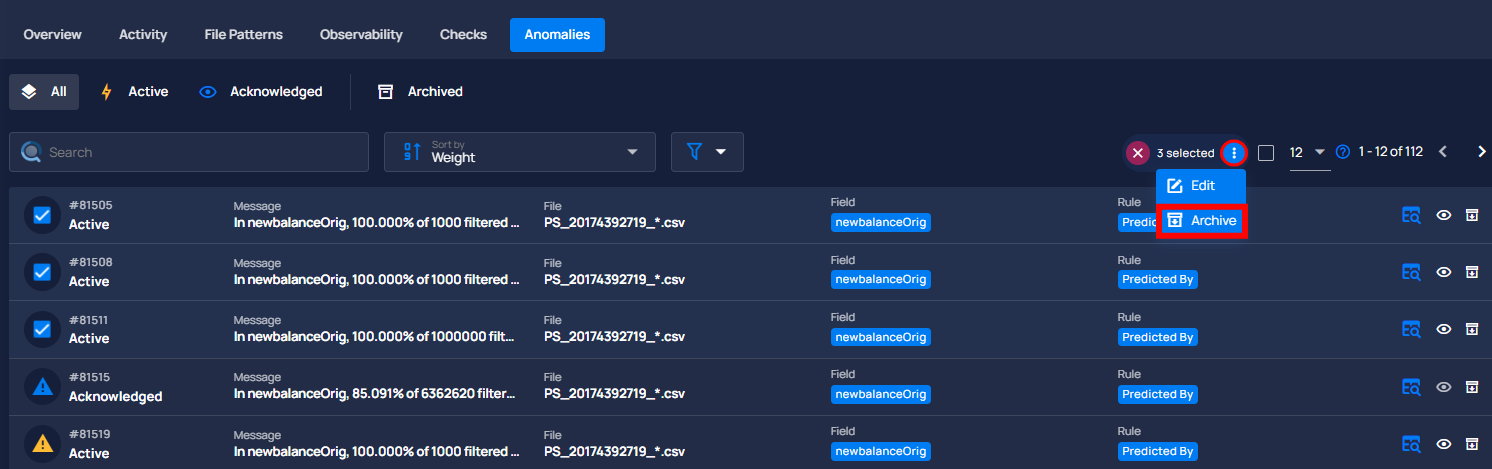 Overview Activity File Patterns Observability Checks Anomalies
All Active Acknowledged Archived
Search Sort by Weight 3 selected 12 1 - 12 of 112
Edit
Archive
#81505 Message File Field Rule
Active In newbalanceOrig, 100.000% of 1000 filtered ... PS_20174392719_*.csv newbalanceOrig
#81508 Message File Field Rule
Active In newbalanceOrig, 100.000% of 1000 filtered ... PS_20174392719_*.csv newbalanceOrig Predicted By
#81511 Message File Field Rule
Active In newbalanceOrig, 100.000% of 1000000 filt... PS_20174392719_*.csv newbalanceOrig Predicted By
#81515 Message File Field Rule
Acknowledged In newbalanceOrig, 85.091% of 6362620 filter... PS_20174392719_*.csv newbalanceOrig Predicted By
#81519 Message File Field Rule
Active In newbalanceOrig, 100.000% of 1000 filtered ... PS_20174392719_*.csv newbalanceOrig Predicted By